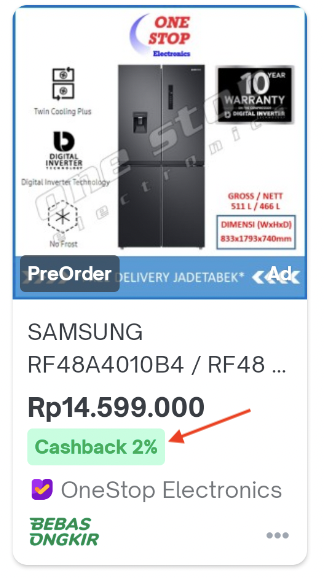 ONE
STOP
Electronics
Twin Cooling Plus
DIGITAL
INVERTER
TECHNOLOGY
Digital Inverter Technology
No Frost
10 YEAR
WARRANTY
ON THE
DIGITAL INVERTER
one stop
electronics
GROSS / NETT
511 L / 466 L
DIMENSI (WxHxD)
833x1793x740mm
PreOrder
DELIVERY JADETABEK*
Ad
SAMSUNG
RF48A4010B4 / RF48 ...
Rp14.599.000
Cashback 2%
OneStop Electronics
BEBAS
ONGKIR